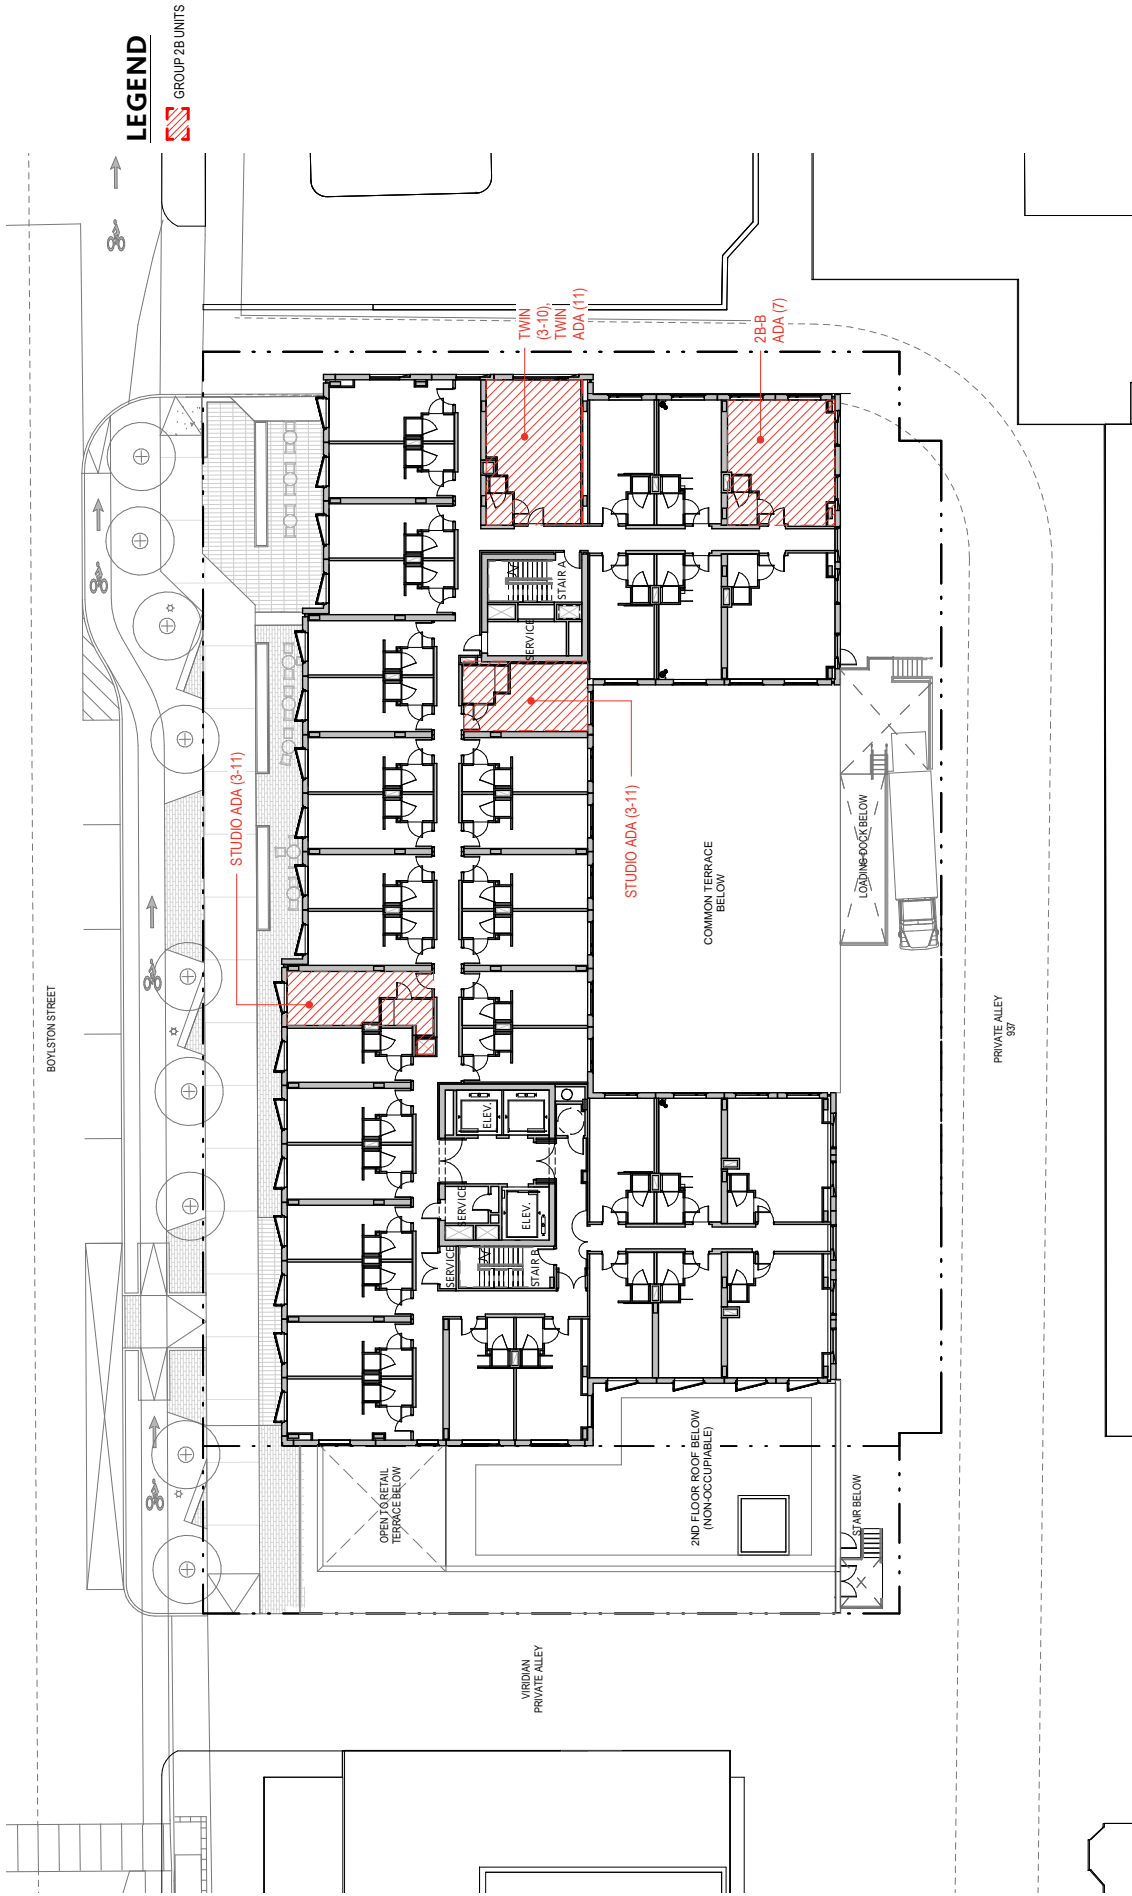 LEGEND
GROUP 2B UNITS
BOYLSTON STREET
STUDIO ADA (3-11)
TWIN
(3-10),
TWIN
ADA (11)
2B-B
ADA (7)
STAIR A
SERVICE
STUDIO ADA (3-11)
COMMON TERRACE
BELOW
LOADING DOCK BELOW
PRIVATE ALLEY
937
ELEV.
SERVICE
ELEV.
SERVICE
STAIR B
OPEN TO RETAIL
TERRACE BELOW
2ND FLOOR ROOF BELOW
(NON-OCCUPIABLE)
STAIR BELOW
VIRIDIAN
PRIVATE ALLEY